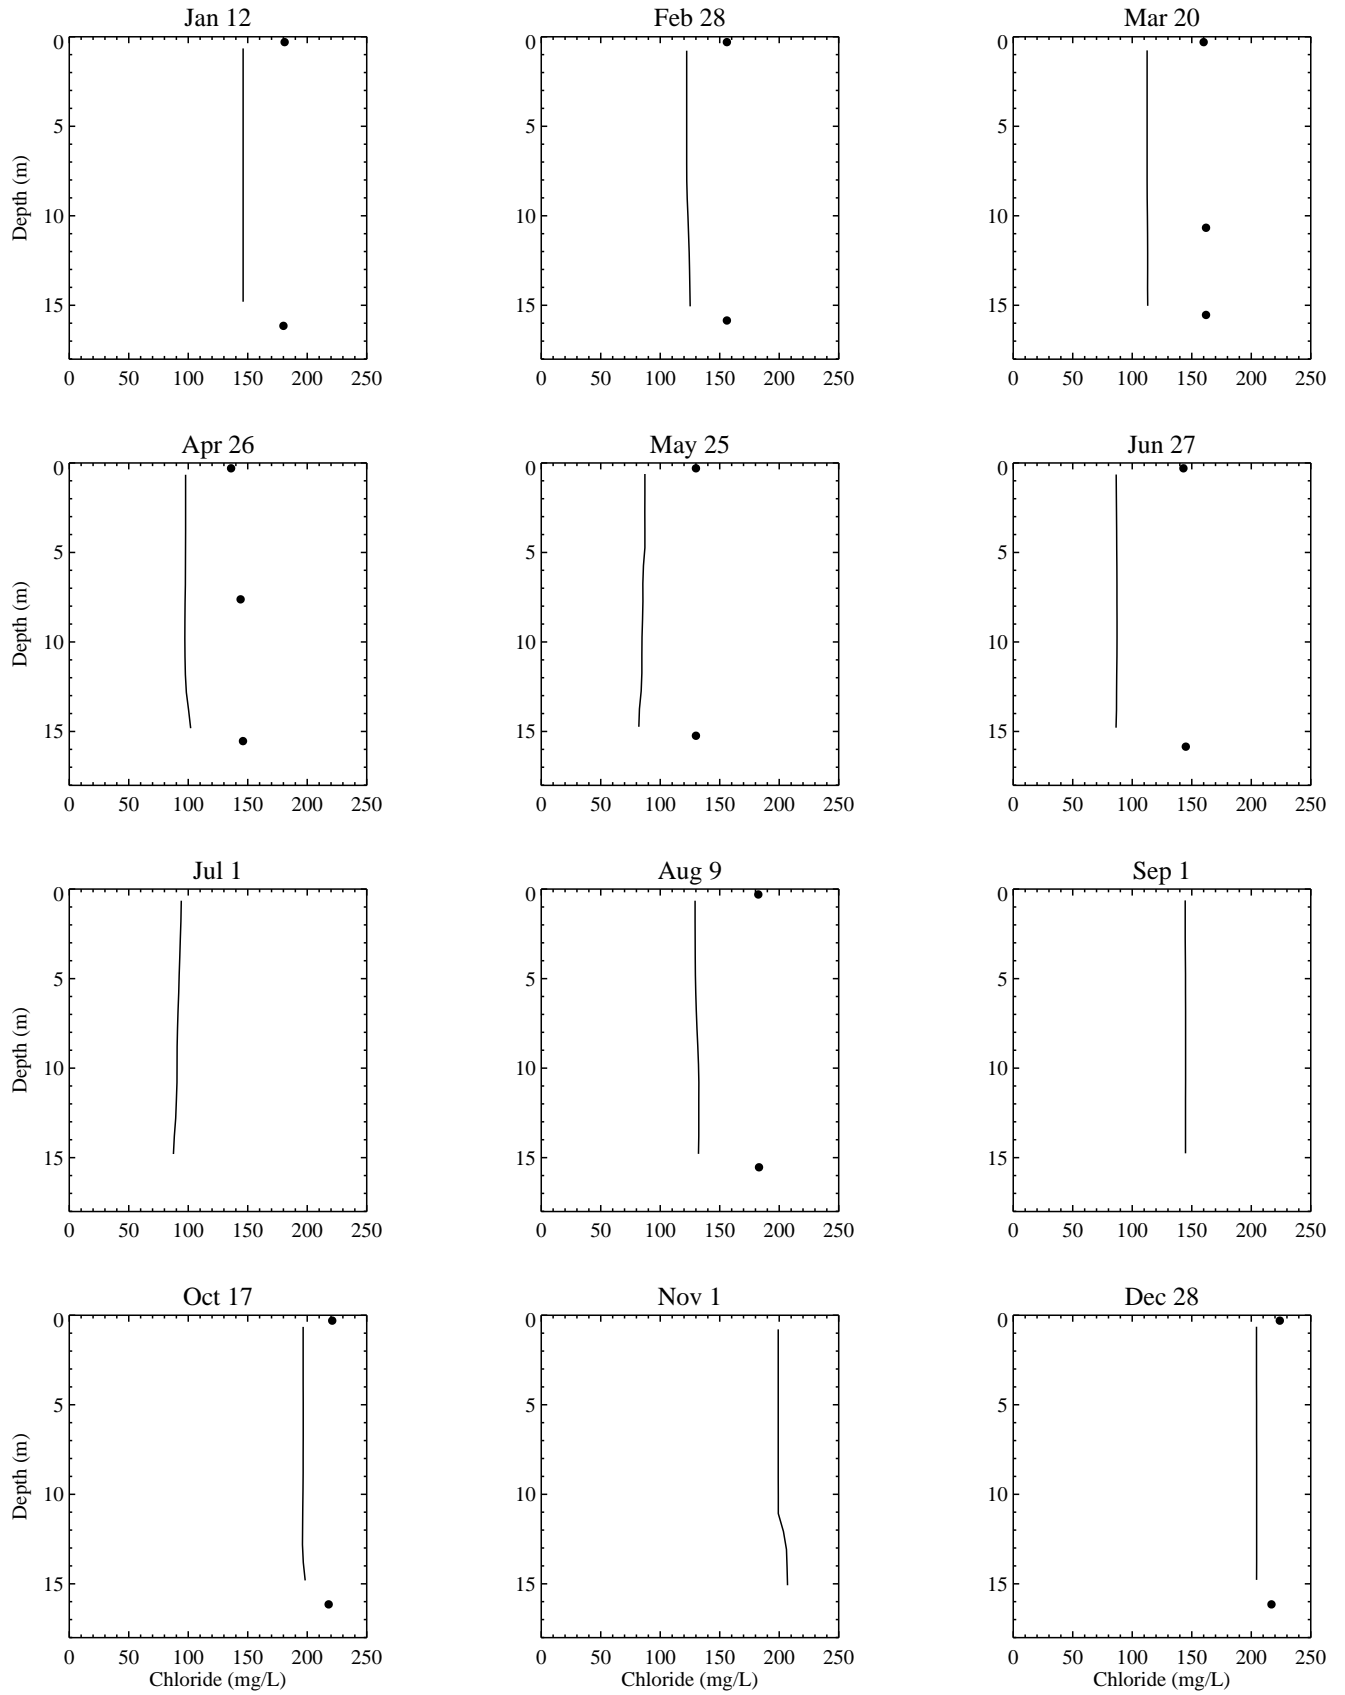 Jan 12 Feb 28 Mar 20
0 0 0
5 5 5
10 10 10
15 15 15
Depth (m)
0 50 100 150 200 250 0 50 100 150 200 250 0 50 100 150 200 250
Apr 26 May 25 Jun 27
0 0 0
5 5 5
10 10 10
15 15 15
Depth (m)
0 50 100 150 200 250 0 50 100 150 200 250 0 50 100 150 200 250
Jul 1 Aug 9 Sep 1
0 0 0
5 5 5
10 10 10
15 15 15
Depth (m)
0 50 100 150 200 250 0 50 100 150 200 250 0 50 100 150 200 250
Oct 17 Nov 1 Dec 28
0 0 0
5 5 5
10 10 10
15 15 15
Depth (m)
0 50 100 150 200 250 0 50 100 150 200 250 0 50 100 150 200 250
Chloride (mg/L) Chloride (mg/L) Chloride (mg/L)